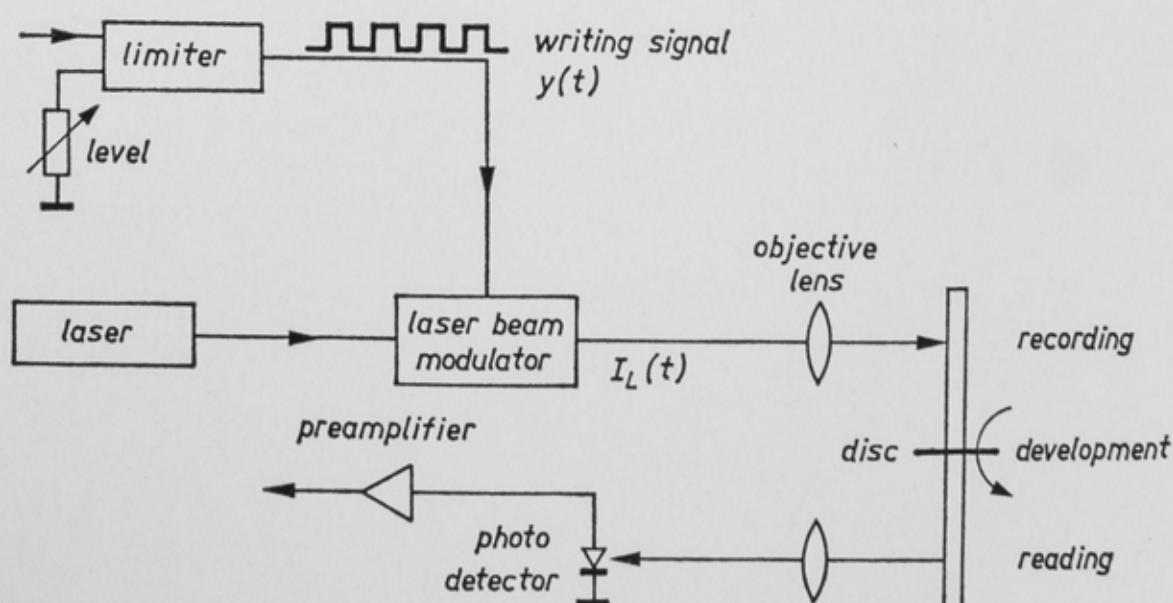 limiter
writing signal
y(t)
level
objective
lens
laser
laser beam
modulator
I_L(t)
recording
preamplifier
disc
development
photo
detector
reading